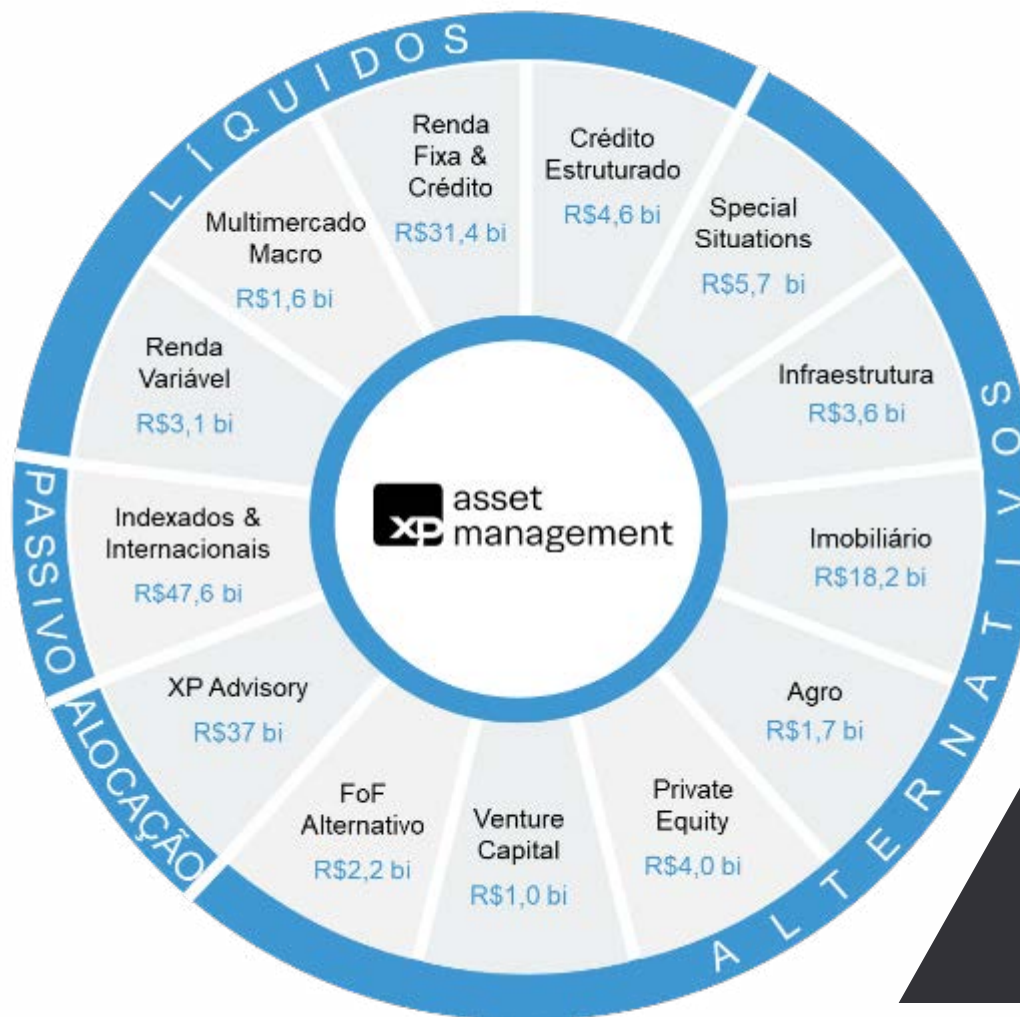 LÍQUIDOS
Renda
Fixa &
Crédito
R$31,4 bi
Crédito
Estruturado
R$4,6 bi
Multimercado
Macro
R$1,6 bi
Special
Situations
R$5,7 bi
Renda
Variável
R$3,1 bi
Infraestrutura
R$3,6 bi
ALTERNATIVOS
PASSIVO
Indexados &
Internacionais
R$47,6 bi
XP asset
management
Imobiliário
R$18,2 bi
ALOCAÇÃO
XP Advisory
R$37 bi
Agro
R$1,7 bi
FoF
Alternativo
R$2,2 bi
Venture
Capital
R$1,0 bi
Private
Equity
R$4,0 bi